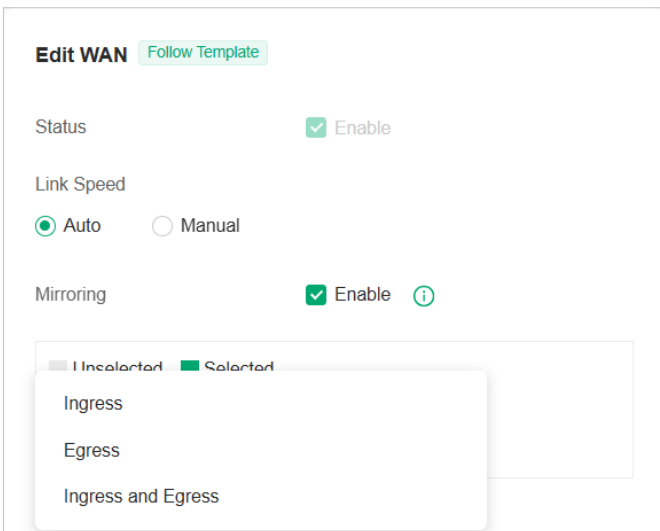 Edit WAN Follow Template
Status Enable
Link Speed
Auto Manual
Mirroring Enable
Unselected Selected
Ingress
Egress
Ingress and Egress